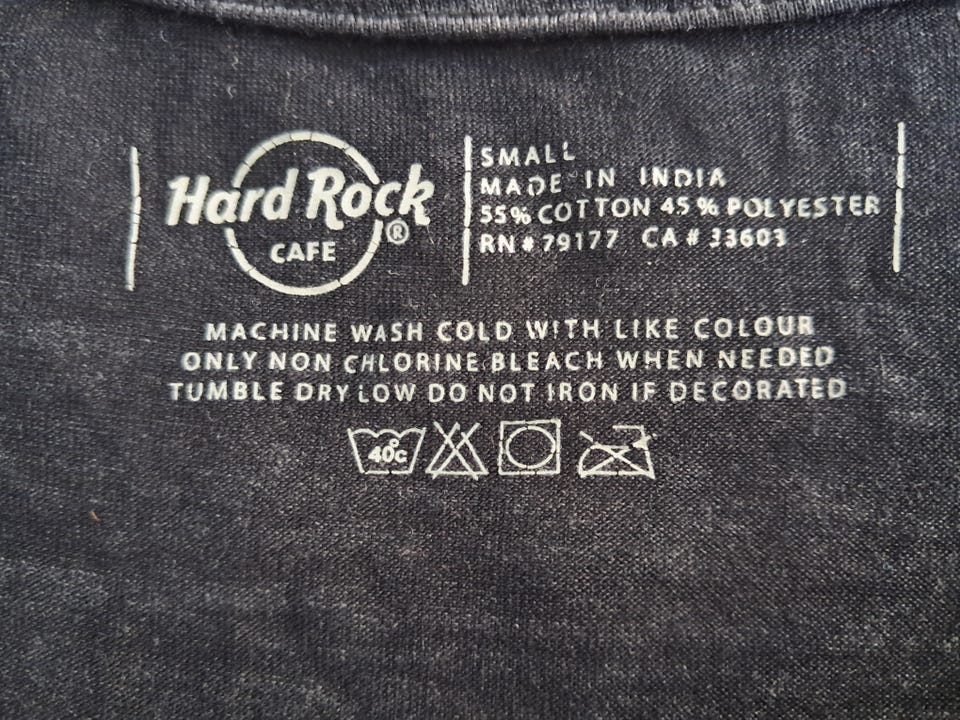 Hard Rock®
CAFE
SMALL
MADE IN INDIA
55% COTTON 45% POLYESTER
RN# 79177 CA# 33603
MACHINE WASH COLD WITH LIKE COLOUR
ONLY NON CHLORINE BLEACH WHEN NEEDED
TUMBLE DRY LOW DO NOT IRON IF DECORATED
40°C